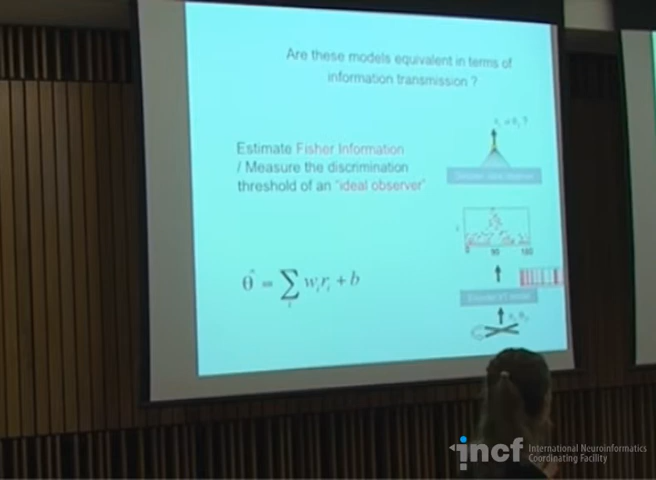 Are these models equivalent in terms of
information transmission ?
Estimate Fisher Information
/ Measure the discrimination
threshold of an "ideal observer"
θ̂ = ∑ wᵢrᵢ + b
i
0 90 180
incf International Neuroinformatics
Coordinating Facility